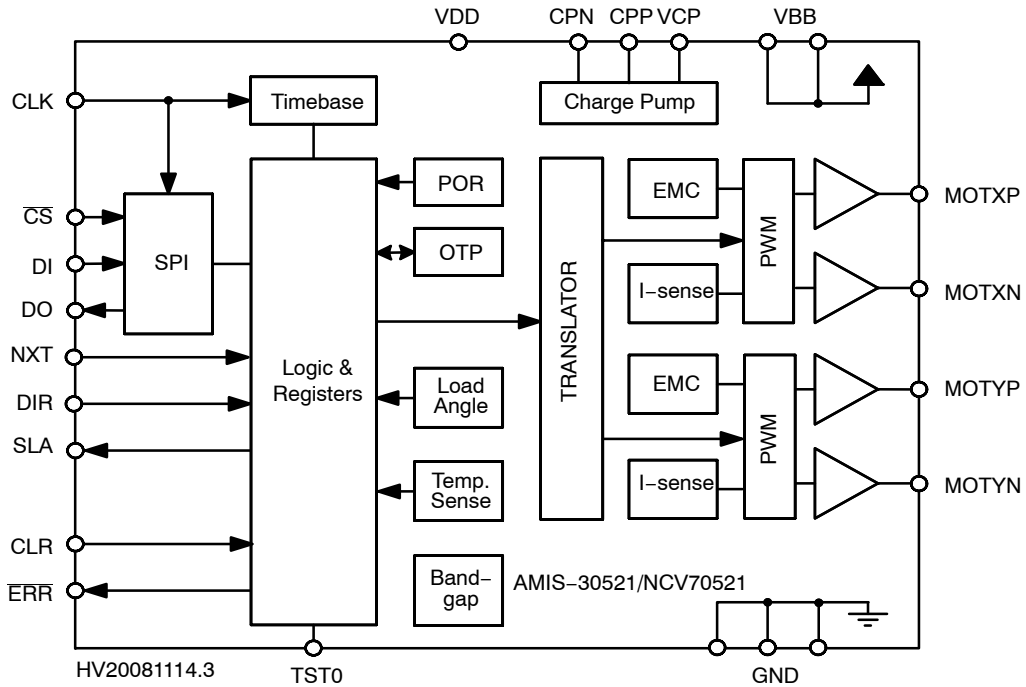 VDD CPN CPP VCP VBB
CLK
Timebase
Charge Pump
POR
EMC
MOTXP
CS
SPI
OTP
PWM
DI
I−sense
MOTXN
DO
TRANSLATOR
NXT
Logic &
Registers
Load
Angle
EMC
MOTYP
DIR
PWM
SLA
Temp.
Sense
I−sense
MOTYN
CLR
Band−
gap
AMIS−30521/NCV70521
ERR
HV20081114.3
TST0
GND